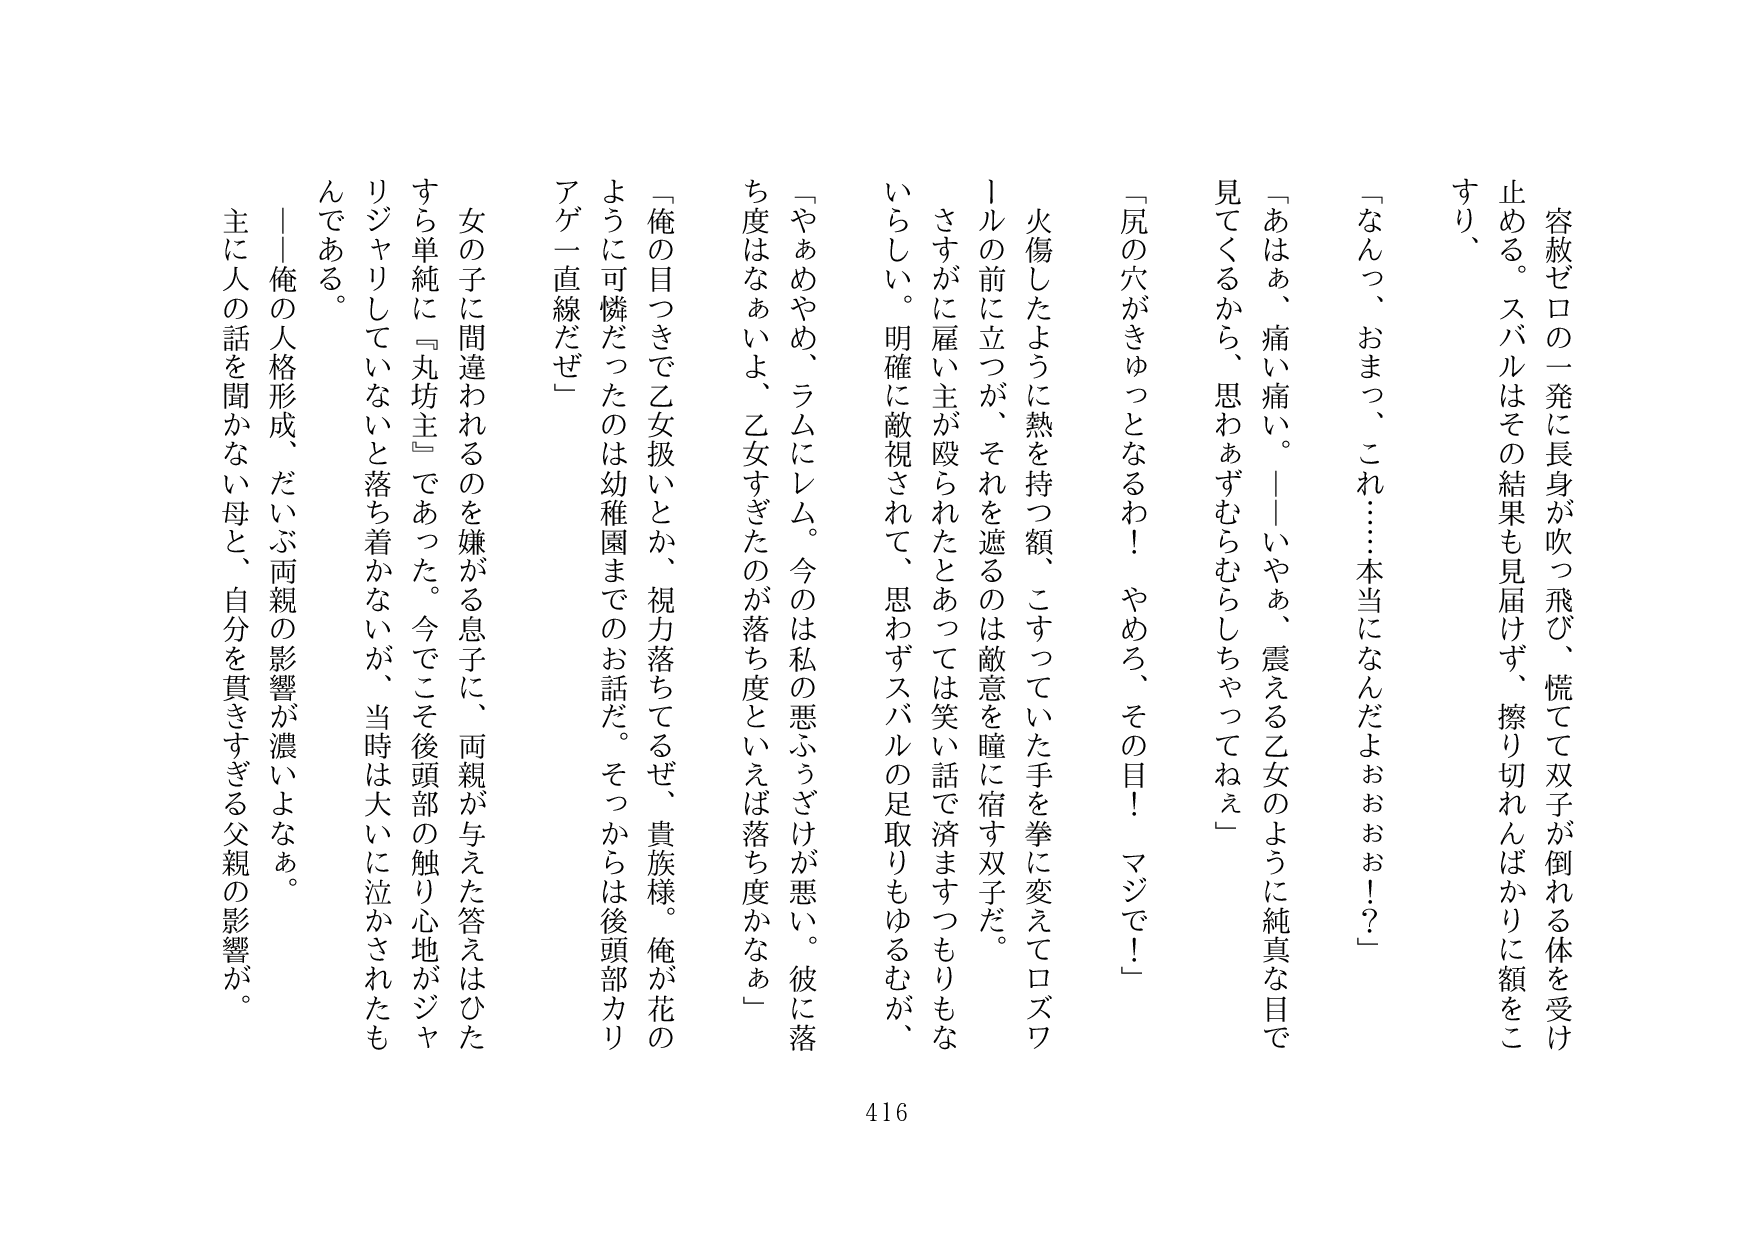 容赦ゼロの一発に長身が吹っ飛び、慌てて双子が倒れる体を受け
止める。スバルはその結果も見届けず、擦り切れんばかりに額をこ
すり、
「なんっ、おまっ、これ……本当になんだよぉぉぉぉ！？」
「あはぁ、痛い痛い。――いやぁ、震える乙女のように純真な目で
見てくるから、思わぁずむらむらしちゃってねぇ」
「尻の穴がきゅっとなるわ！　やめろ、その目！　マジで！」
　火傷したように熱を持つ額、こすっていた手を拳に変えてロズワ
ールの前に立つが、それを遮るのは敵意を瞳に宿す双子だ。
　さすがに雇い主が殴られたとあっては笑い話で済ますつもりもな
いらしい。明確に敵視されて、思わずスバルの足取りもゆるむが、
「やぁめやめ、ラムにレム。今のは私の悪ふぅざけが悪い。彼に落
ち度はなぁいよ、乙女すぎたのが落ち度といえば落ち度かなぁ」
「俺の目つきで乙女扱いとか、視力落ちてるぜ、貴族様。俺が花の
ように可憐だったのは幼稚園までのお話だ。そっからは後頭部カリ
アゲ一直線だぜ」
　女の子に間違われるのを嫌がる息子に、両親が与えた答えはひた
すら単純に『丸坊主』であった。今でこそ後頭部の触り心地がジャ
リジャリしていないと落ち着かないが、当時は大いに泣かされたも
んである。
　――俺の人格形成、だいぶ両親の影響が濃いよなぁ。
　主に人の話を聞かない母と、自分を貫きすぎる父親の影響が。
416